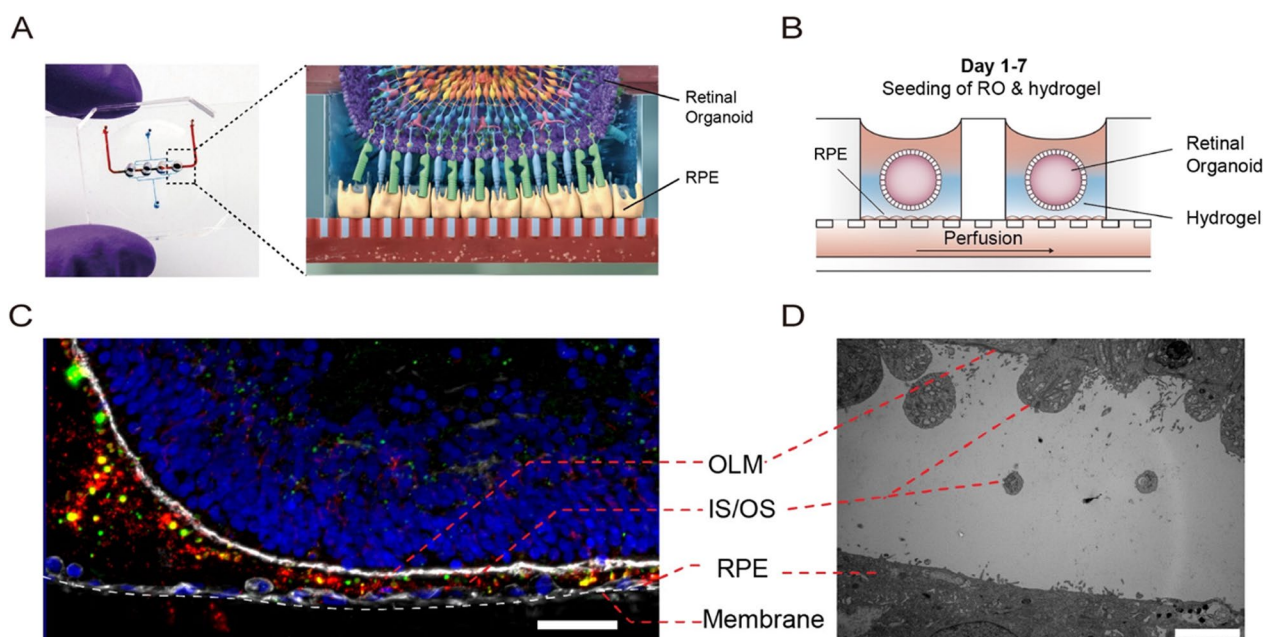 A
Retinal
Organoid
RPE
B
Day 1-7
Seeding of RO & hydrogel
RPE
Retinal
Organoid
Hydrogel
Perfusion
C
D
OLM
IS/OS
RPE
Membrane